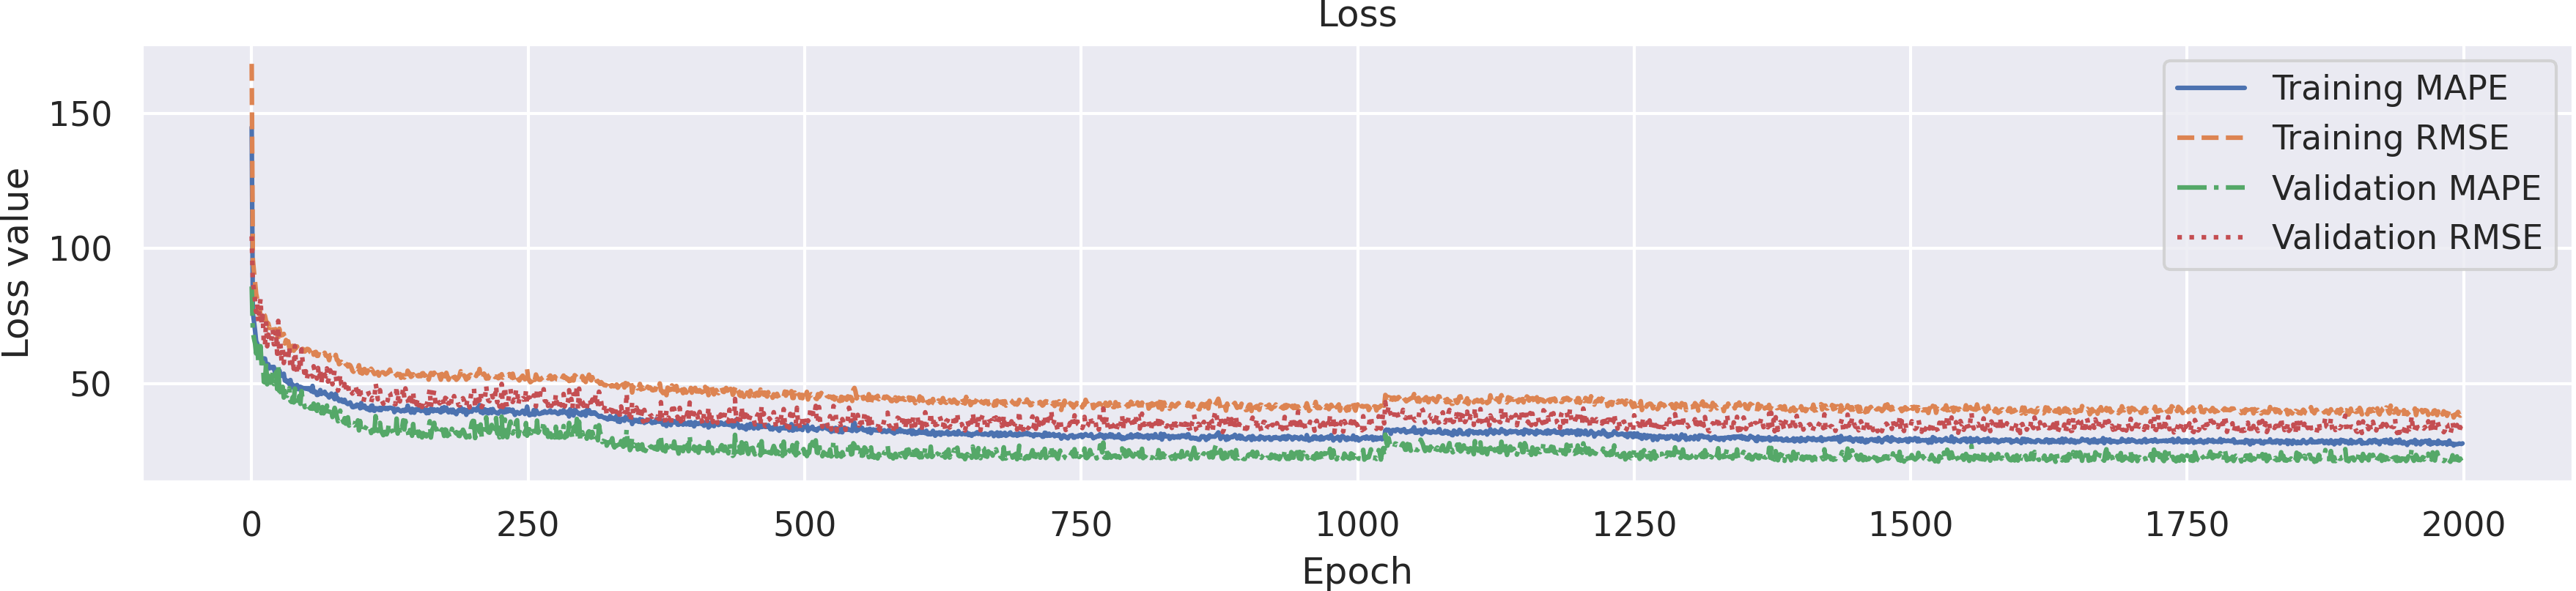 Loss
Loss value
150
100
50
Training MAPE
Training RMSE
Validation MAPE
Validation RMSE
0 250 500 750 1000 1250 1500 1750 2000
Epoch